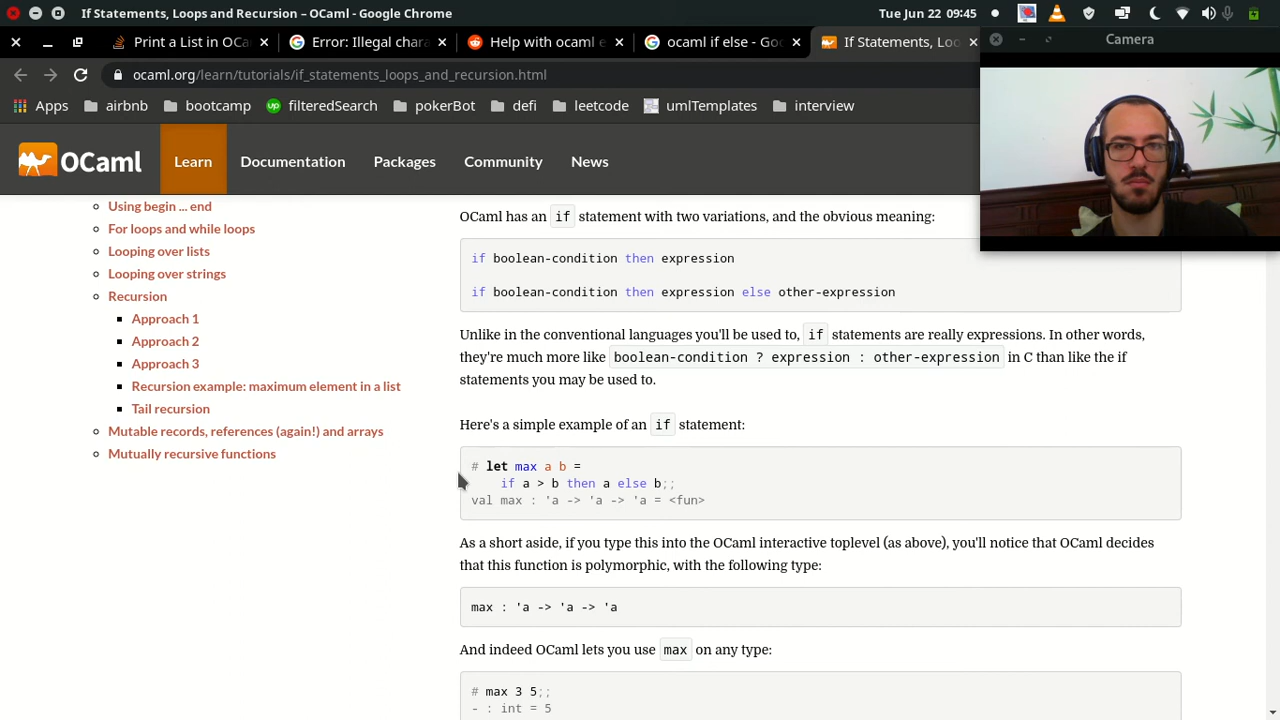 If Statements, Loops and Recursion – OCaml - Google Chrome
Tue Jun 22 09:45
Print a List in OCa
Error: Illegal chara
Help with ocaml e
ocaml if else - Goo
If Statements, Loo
Camera
ocaml.org/learn/tutorials/if_statements_loops_and_recursion.html
Apps
airbnb
bootcamp
filteredSearch
pokerBot
defi
leetcode
umlTemplates
interview
OCaml
Learn
Documentation
Packages
Community
News
Using begin ... end
For loops and while loops
Looping over lists
Looping over strings
Recursion
Approach 1
Approach 2
Approach 3
Recursion example: maximum element in a list
Tail recursion
Mutable records, references (again!) and arrays
Mutually recursive functions
OCaml has an if statement with two variations, and the obvious meaning:
if boolean-condition then expression
if boolean-condition then expression else other-expression
Unlike in the conventional languages you'll be used to, if statements are really expressions. In other words,
they're much more like boolean-condition ? expression : other-expression in C than like the if
statements you may be used to.
Here's a simple example of an if statement:
# let max a b =
if a > b then a else b;;
val max : 'a -> 'a -> 'a = <fun>
As a short aside, if you type this into the OCaml interactive toplevel (as above), you'll notice that OCaml decides
that this function is polymorphic, with the following type:
max : 'a -> 'a -> 'a
And indeed OCaml lets you use max on any type:
# max 3 5;;
- : int = 5